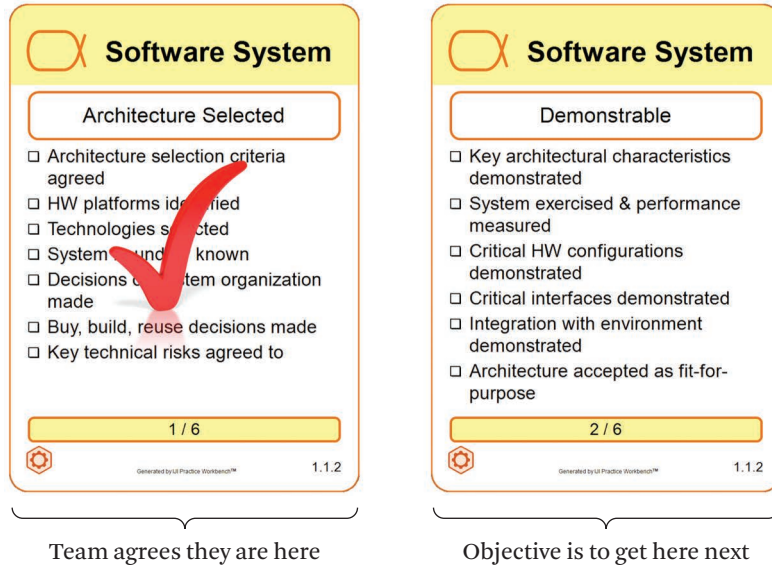 Software System
Architecture Selected
Architecture selection criteria
agreed
HW platforms identified
Technologies selected
System known
Decisions system organization
made
Buy, build, reuse decisions made
Key technical risks agreed to
1 / 6
Generated by UI Practice Workbench™
1.1.2
Team agrees they are here
Software System
Demonstrable
Key architectural characteristics
demonstrated
System exercised & performance
measured
Critical HW configurations
demonstrated
Critical interfaces demonstrated
Integration with environment
demonstrated
Architecture accepted as fit-for-
purpose
2 / 6
Generated by UI Practice Workbench™
1.1.2
Objective is to get here next